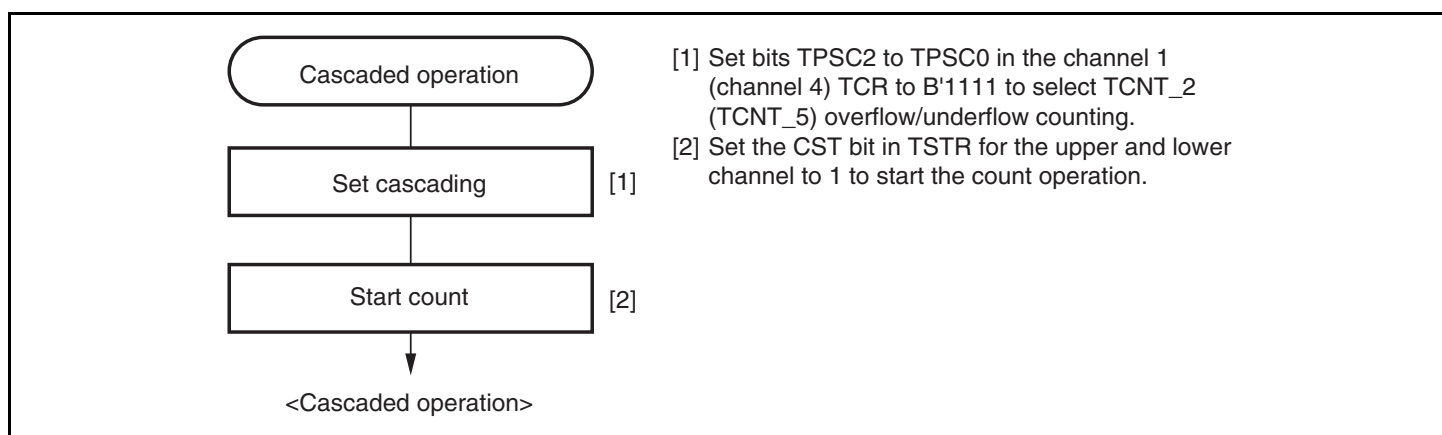 Cascaded operation
Set cascading
[1]
Start count
[2]
<Cascaded operation>
[1] Set bits TPSC2 to TPSC0 in the channel 1
(channel 4) TCR to B'1111 to select TCNT_2
(TCNT_5) overflow/underflow counting.
[2] Set the CST bit in TSTR for the upper and lower
channel to 1 to start the count operation.